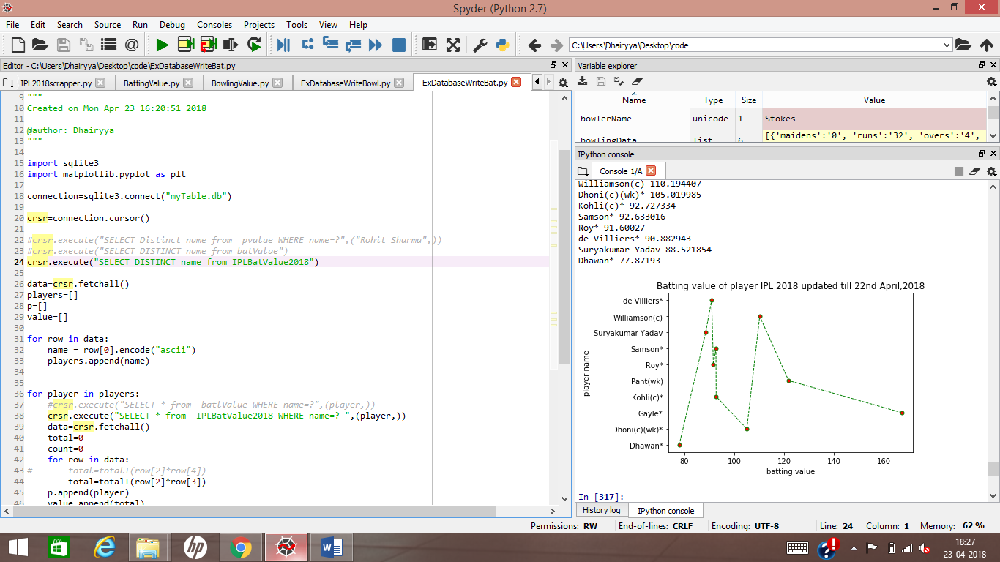 Spyder (Python 2.7)
File Edit Search Source Run Debug Consoles Projects Tools View Help
C:\Users\Dhairyya\Desktop\code
Editor - C:\Users\Dhairyya\Desktop\code\ExDatabaseWriteBat.py
IPL2018scrapper.py BattingValue.py BowlingValue.py ExDatabaseWriteBowl.py ExDatabaseWriteBat.py
9 """
10 Created on Mon Apr 23 16:20:51 2018
11
12 @author: Dhairyya
13 """
14
15 import sqlite3
16 import matplotlib.pyplot as plt
17
18 connection=sqlite3.connect("myTable.db")
19
20 crsr=connection.cursor()
21
22 #crsr.execute("SELECT Distinct name from  pvalue WHERE name=?",("Rohit Sharma",))
23 #crsr.execute("SELECT DISTINCT name from batValue")
24 crsr.execute("SELECT DISTINCT name from IPLBatValue2018")
25
26 data=crsr.fetchall()
27 players=[]
28 p=[]
29 value=[]
30
31 for row in data:
32     name = row[0].encode("ascii")
33     players.append(name)
34
35
36 for player in players:
37     #crsr.execute("SELECT * from  batlValue WHERE name=?",(player,))
38     crsr.execute("SELECT * from  IPLBatValue2018 WHERE name=? ",(player,))
39     data=crsr.fetchall()
40     total=0
41     count=0
42     for row in data:
43 #       total=total+(row[2]*row[4])
44         total=total+(row[2]*row[3])
45     p.append(player)
46     value.append(total)
Variable explorer
Name Type Size Value
bowlerName unicode 1 Stokes
bowlingData list 6 [{'maidens':'0', 'runs':'32', 'overs':'4',
IPython console
Console 1/A
Williamson(c) 110.194407
Dhoni(c)(wk)* 105.019985
Kohli(c)* 92.727334
Samson* 92.633016
Roy* 91.60027
de Villiers* 90.882943
Suryakumar Yadav 88.521854
Dhawan* 77.87193
Batting value of player IPL 2018 updated till 22nd April,2018
player name
de Villiers*
Williamson(c)
Suryakumar Yadav
Samson*
Roy*
Pant(wk)
Kohli(c)*
Gayle*
Dhoni(c)(wk)*
Dhawan*
80 100 120 140 160
batting value
In [317]:
History log IPython console
Permissions: RW End-of-lines: CRLF Encoding: UTF-8 Line: 24 Column: 1 Memory: 62 %
18:27
23-04-2018